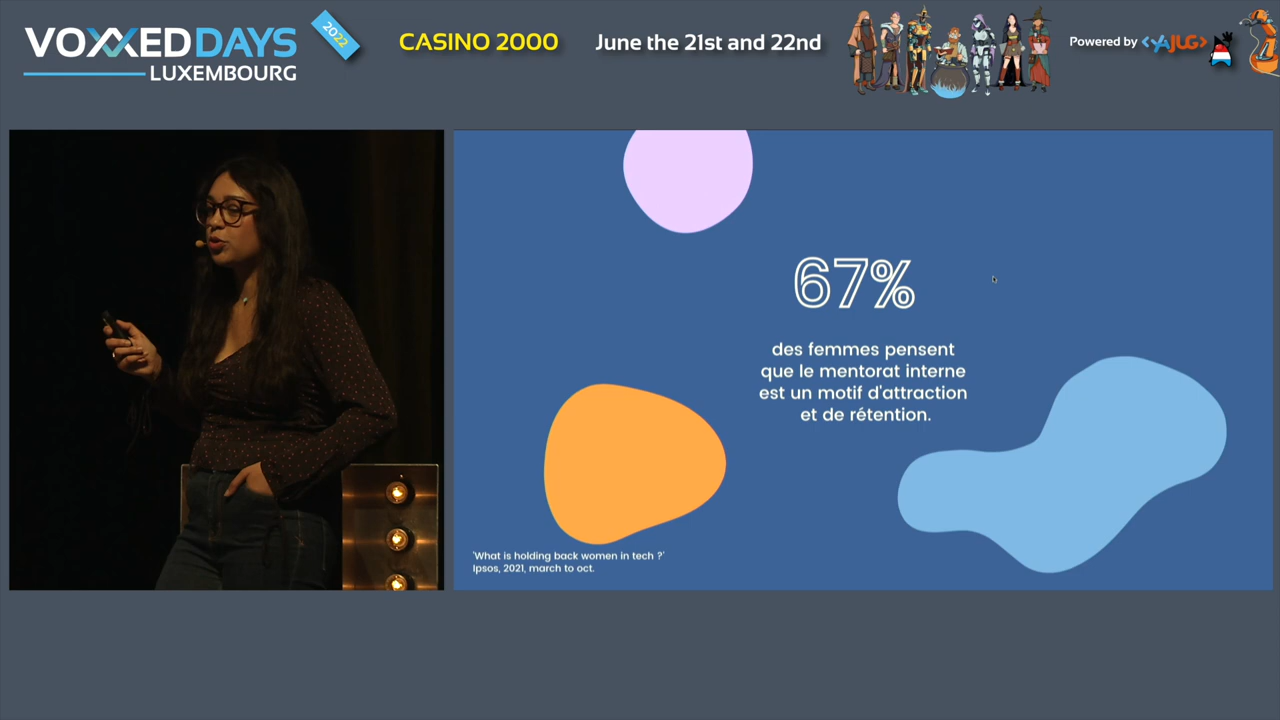 VOXXEDDAYS
LUXEMBOURG
2022
CASINO 2000
June the 21st and 22nd
Powered by <YAJUG>
67%
des femmes pensent
que le mentorat interne
est un motif d'attraction
et de rétention.
'What is holding back women in tech ?'
Ipsos, 2021, march to oct.